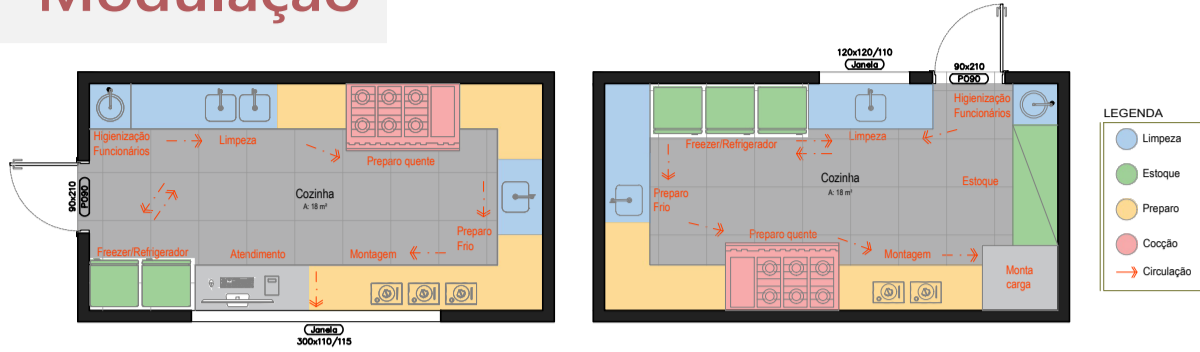 Modulação
Higienização
Funcionários
Limpeza
Preparo quente
90x210
P090
Cozinha
A: 18 m²
Preparo
Frio
Freezer/Refrigerador
Atendimento
Montagem
Janela
300x110/115
120x120/110
Janela
90x210
P090
Higienização
Funcionários
Freezer/Refrigerador
Limpeza
Cozinha
A: 18 m²
Estoque
Preparo
Frio
Preparo quente
Montagem
Monta
carga
LEGENDA
Limpeza
Estoque
Preparo
Cocção
Circulação